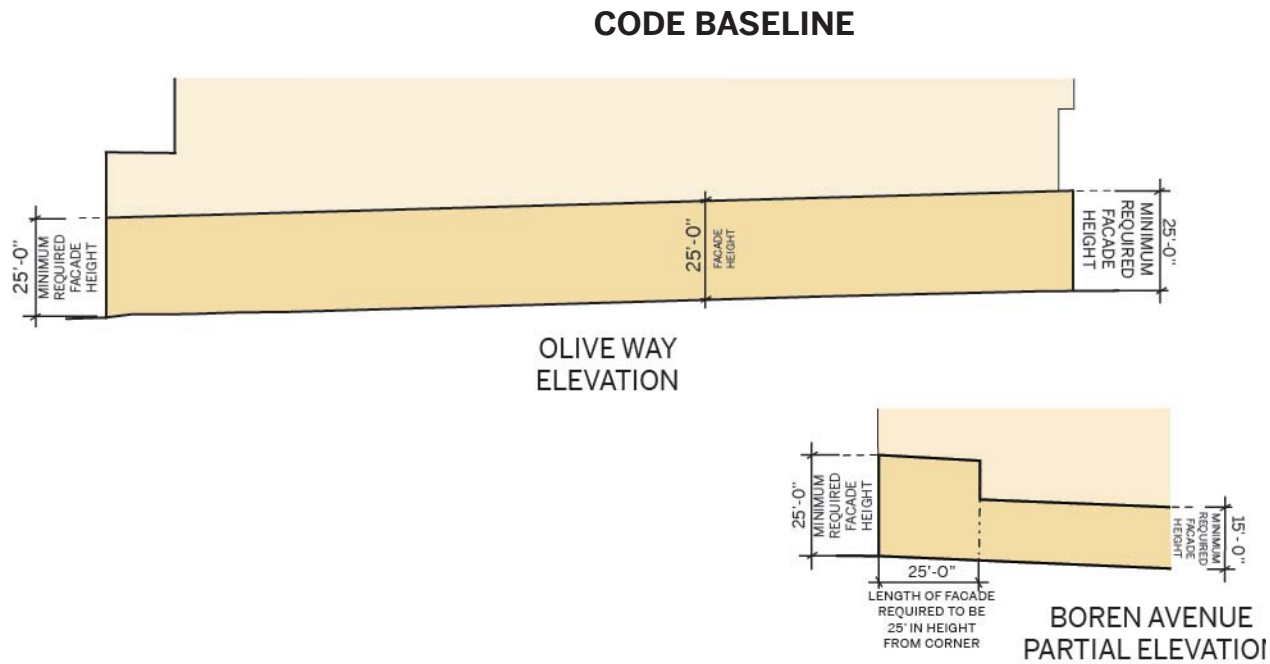 CODE BASELINE
25'-0"
MINIMUM
REQUIRED
FACADE
HEIGHT
25'-0"
FACADE
HEIGHT
MINIMUM
REQUIRED
FACADE
HEIGHT
25'-0"
OLIVE WAY
ELEVATION
25'-0"
MINIMUM
REQUIRED
FACADE
HEIGHT
25'-0"
LENGTH OF FACADE
REQUIRED TO BE
25' IN HEIGHT
FROM CORNER
MINIMUM
REQUIRED
FACADE
HEIGHT
15'-0"
BOREN AVENUE
PARTIAL ELEVATION